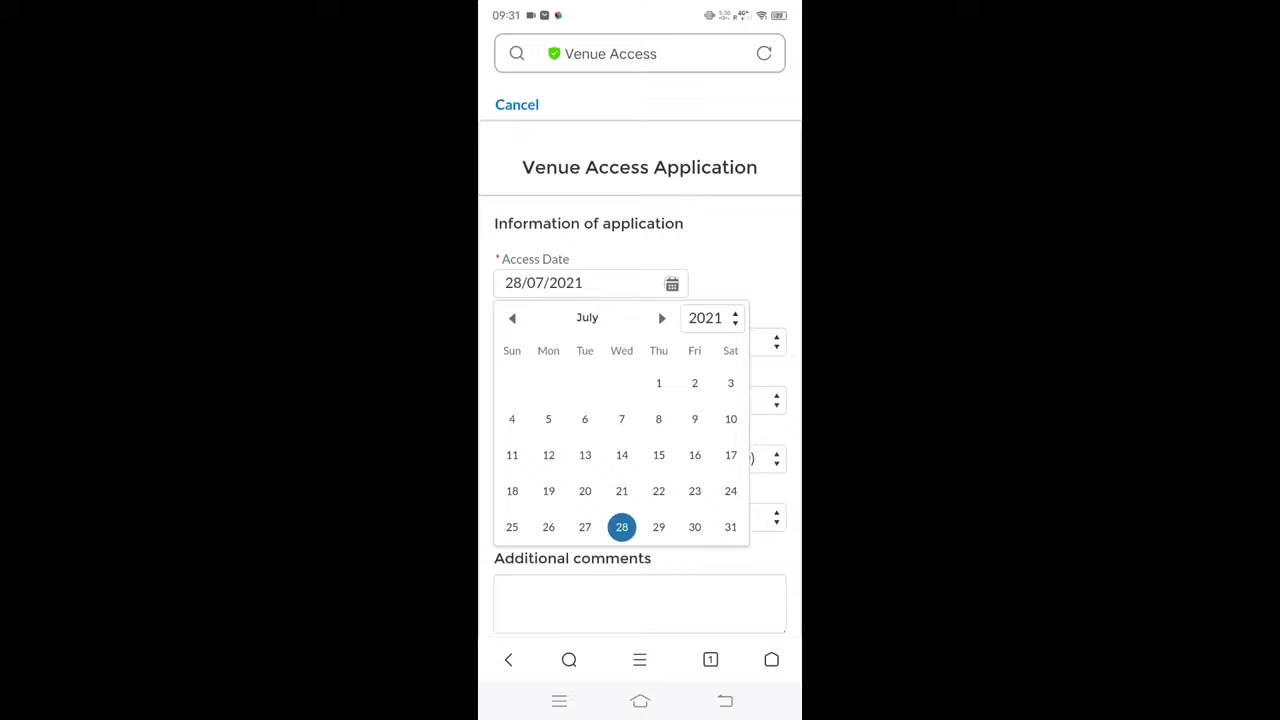 09:31
Venue Access
Cancel
Venue Access Application
Information of application
* Access Date
28/07/2021
July 2021
Sun Mon Tue Wed Thu Fri Sat
1 2 3
4 5 6 7 8 9 10
11 12 13 14 15 16 17
18 19 20 21 22 23 24
25 26 27 28 29 30 31
)
Additional comments
1